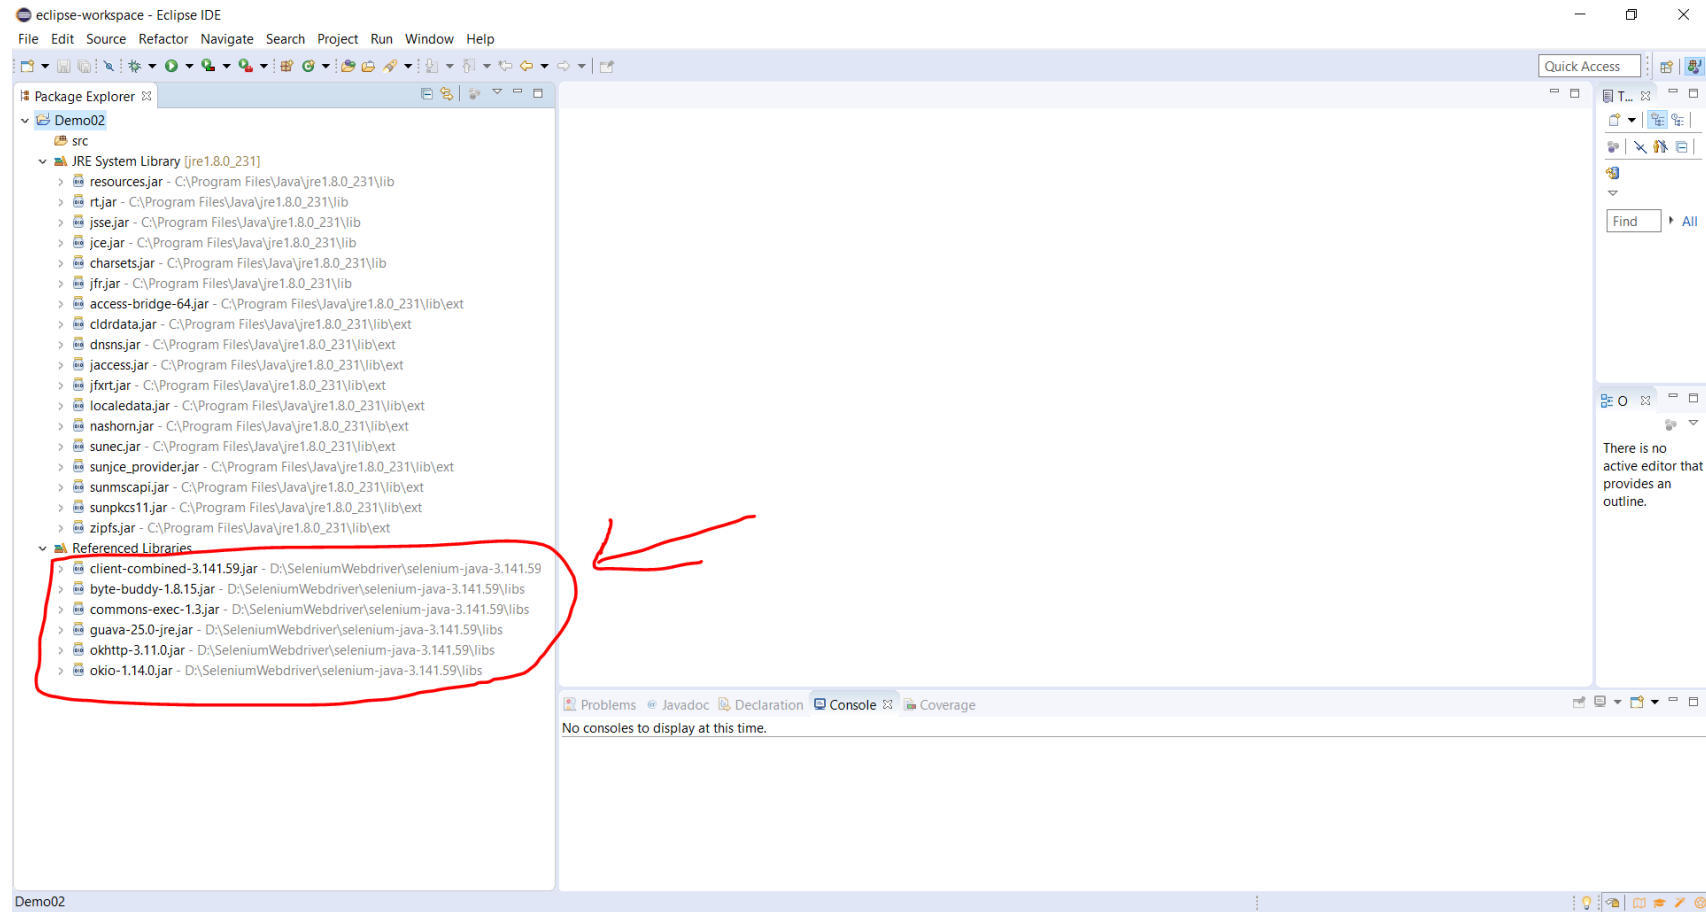 eclipse-workspace - Eclipse IDE
File Edit Source Refactor Navigate Search Project Run Window Help
Quick Access
Package Explorer
Demo02
src
JRE System Library [jre1.8.0_231]
resources.jar - C:\Program Files\Java\jre1.8.0_231\lib
rt.jar - C:\Program Files\Java\jre1.8.0_231\lib
jsse.jar - C:\Program Files\Java\jre1.8.0_231\lib
jce.jar - C:\Program Files\Java\jre1.8.0_231\lib
charsets.jar - C:\Program Files\Java\jre1.8.0_231\lib
jfr.jar - C:\Program Files\Java\jre1.8.0_231\lib
access-bridge-64.jar - C:\Program Files\Java\jre1.8.0_231\lib\ext
cldrdata.jar - C:\Program Files\Java\jre1.8.0_231\lib\ext
dnsns.jar - C:\Program Files\Java\jre1.8.0_231\lib\ext
jaccess.jar - C:\Program Files\Java\jre1.8.0_231\lib\ext
jfxrt.jar - C:\Program Files\Java\jre1.8.0_231\lib\ext
localedata.jar - C:\Program Files\Java\jre1.8.0_231\lib\ext
nashorn.jar - C:\Program Files\Java\jre1.8.0_231\lib\ext
sunec.jar - C:\Program Files\Java\jre1.8.0_231\lib\ext
sunjce_provider.jar - C:\Program Files\Java\jre1.8.0_231\lib\ext
sunmscapi.jar - C:\Program Files\Java\jre1.8.0_231\lib\ext
sunpkcs11.jar - C:\Program Files\Java\jre1.8.0_231\lib\ext
zipfs.jar - C:\Program Files\Java\jre1.8.0_231\lib\ext
Referenced Libraries
client-combined-3.141.59.jar - D:\SeleniumWebdriver\selenium-java-3.141.59
byte-buddy-1.8.15.jar - D:\SeleniumWebdriver\selenium-java-3.141.59\libs
commons-exec-1.3.jar - D:\SeleniumWebdriver\selenium-java-3.141.59\libs
guava-25.0-jre.jar - D:\SeleniumWebdriver\selenium-java-3.141.59\libs
okhttp-3.11.0.jar - D:\SeleniumWebdriver\selenium-java-3.141.59\libs
okio-1.14.0.jar - D:\SeleniumWebdriver\selenium-java-3.141.59\libs
T...
Find All
O
There is no
active editor that
provides an
outline.
Problems Javadoc Declaration Console Coverage
No consoles to display at this time.
Demo02